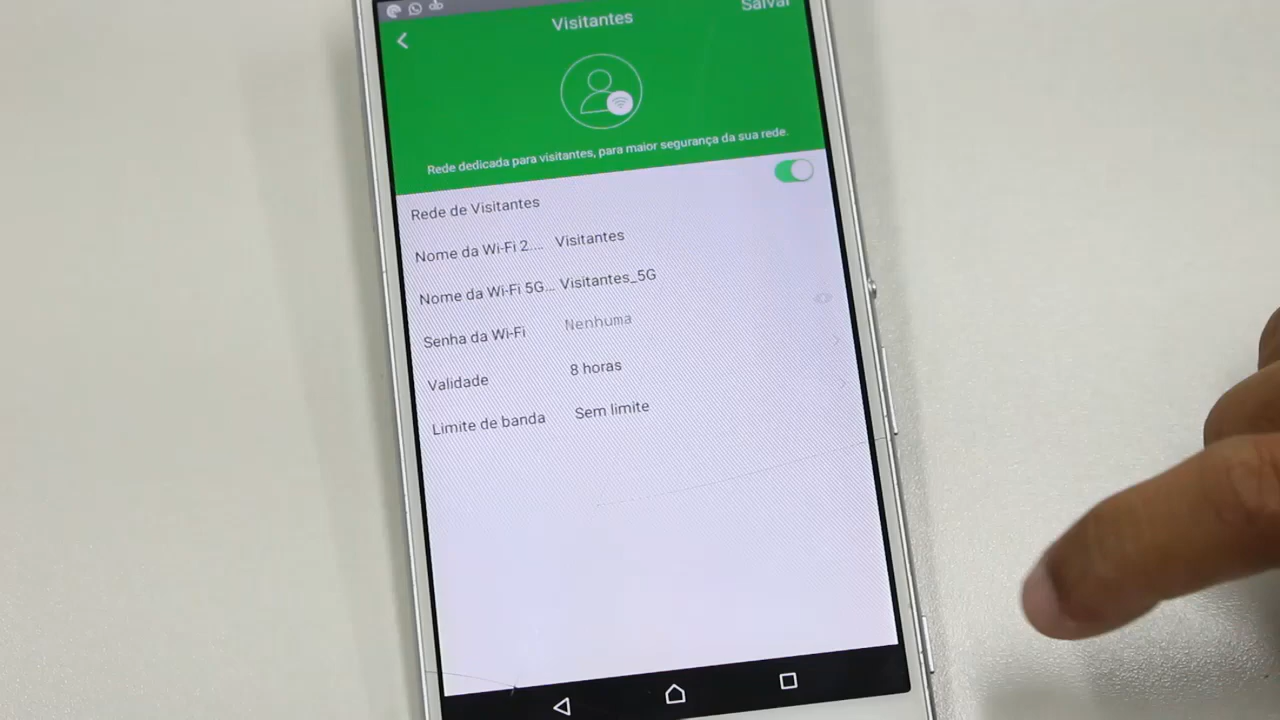 Visitantes
Salvar
Rede dedicada para visitantes, para maior segurança da sua rede.
Rede de Visitantes
Nome da Wi-Fi 2.... Visitantes
Nome da Wi-Fi 5G... Visitantes_5G
Senha da Wi-Fi Nenhuma
Validade 8 horas
Limite de banda Sem limite